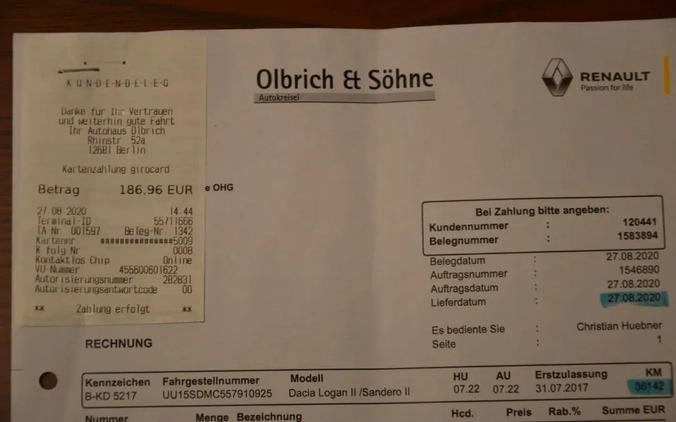 K-U-N-D-E-N-B-E-L-E-G
Danke für Ihr Vertrauen
und weiterhin gute Fahrt
Ihr Autohaus Olbrich
Rhinstr 52a
12681 Berlin
Kartenzahlung girocard
Betrag 186,96 EUR
27 08 2020 14 44
Terminal-ID 55711666
TA-Nr 001597 Beleg-Nr 1342
Kartennr ###############5009
K folg Nr 0008
Kontaktlos Chip Online
VU-Nummer 455600601622
Autorisierungsnummer 282831
Autorisierungsantwortcode 00
** Zahlung erfolgt **
Olbrich & Söhne
Autokreisel
RENAULT
Passion for life
e OHG
Bei Zahlung bitte angeben:
Kundennummer : 120441
Belegnummer : 1583894
Belegdatum : 27.08.2020
Auftragsnummer : 1546890
Auftragsdatum : 27.08.2020
Lieferdatum : 27.08.2020
Es bediente Sie : Christian Huebner
Seite : 1
RECHNUNG
Kennzeichen Fahrgestellnummer Modell HU AU Erstzulassung KM
B-KD 5217 UU15SDMC557910925 Dacia Logan II /Sandero II 07.22 07.22 31.07.2017 36142
Nummer Menge Bezeichnung Hcd. Preis Rab.% Summe EUR